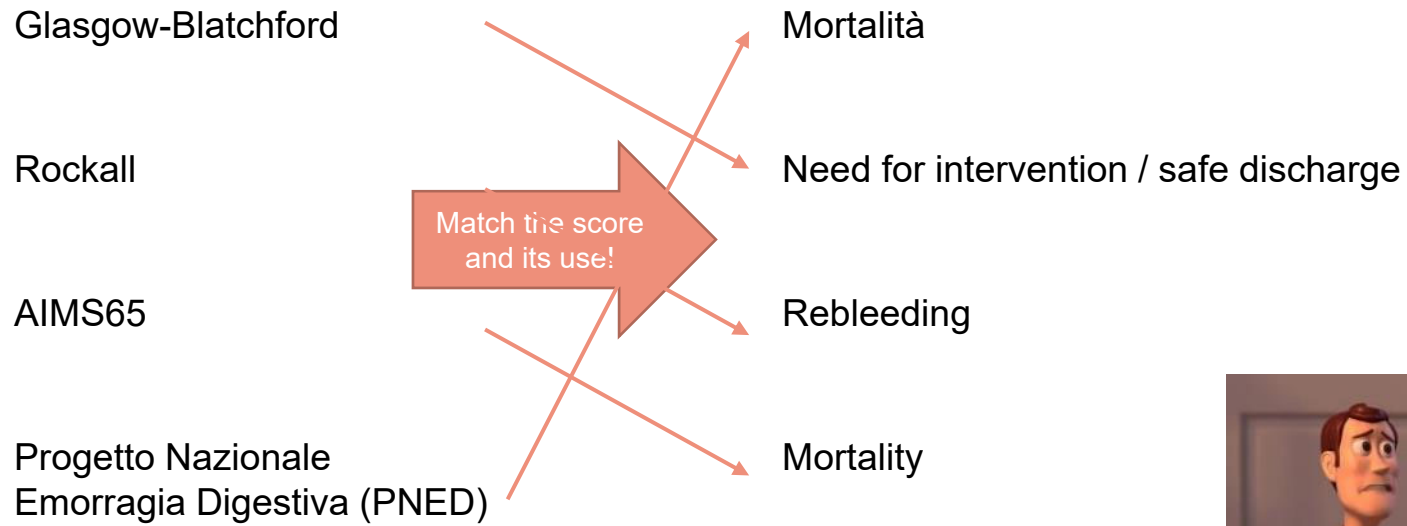 Glasgow-Blatchford
Mortalità
Rockall
Need for intervention / safe discharge
Match the score
and its use!
AIMS65
Rebleeding
Progetto Nazionale
Emorragia Digestiva (PNED)
Mortality